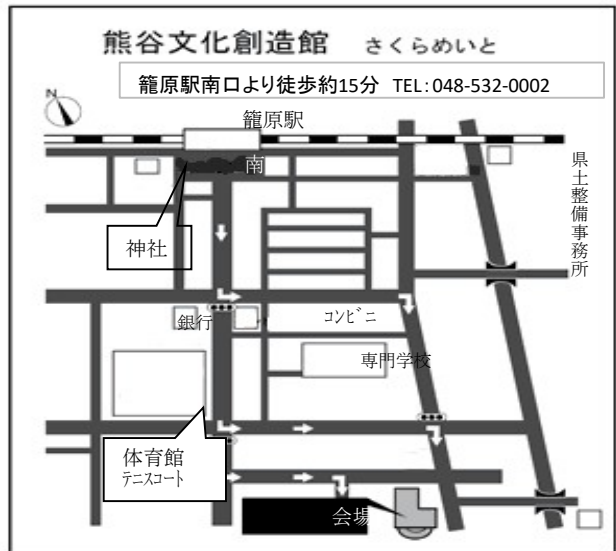 熊谷文化創造館 さくらめいと
籠原駅南口より徒歩約15分 TEL:048-532-0002
N
籠原駅
南
県土整備事務所
神社
銀行
コンビニ
専門学校
体育館
テニスコート
会場